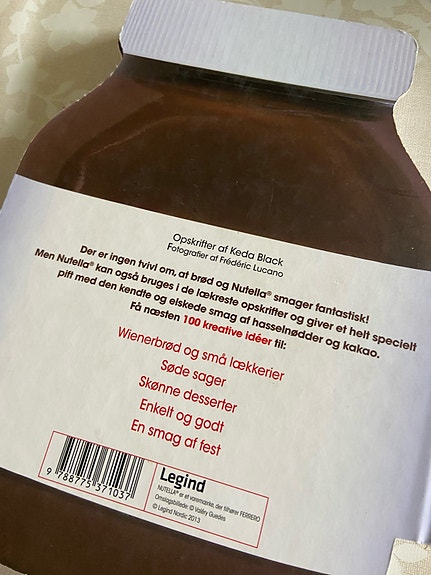 Opskrifter af Keda Black
Fotografier af Frédéric Lucano
Der er ingen tvivl om, at brød og Nutella® smager fantastisk!
Men Nutella® kan også bruges i de lækreste opskrifter og giver et helt specielt
pift med den kendte og elskede smag af hasselnødder og kakao.
Få næsten 100 kreative idéer til:
Wienerbrød og små lækkerier
Søde sager
Skønne desserter
Enkelt og godt
En smag af fest
9 788775 371037
Legind
NUTELLA® er et varemærke, der tilhører FERRERO
Omslagsbillede: © Valéry Guedes
© Legind Nordic 2013